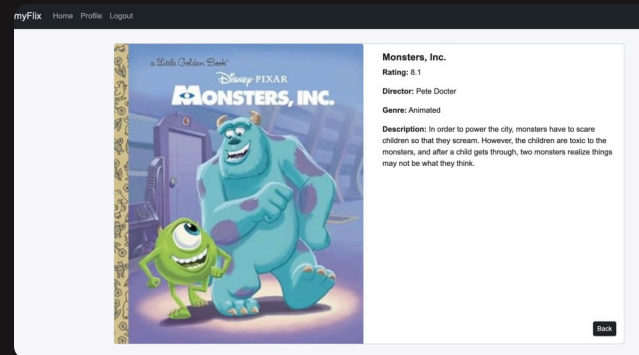 myFlix Home Profile Logout
a Little Golden Book
Disney·PIXAR
MONSTERS, INC.
Monsters, Inc.
Rating: 8.1
Director: Pete Docter
Genre: Animated
Description: In order to power the city, monsters have to scare
children so that they scream. However, the children are toxic to the
monsters, and after a child gets through, two monsters realize things
may not be what they think.
Back